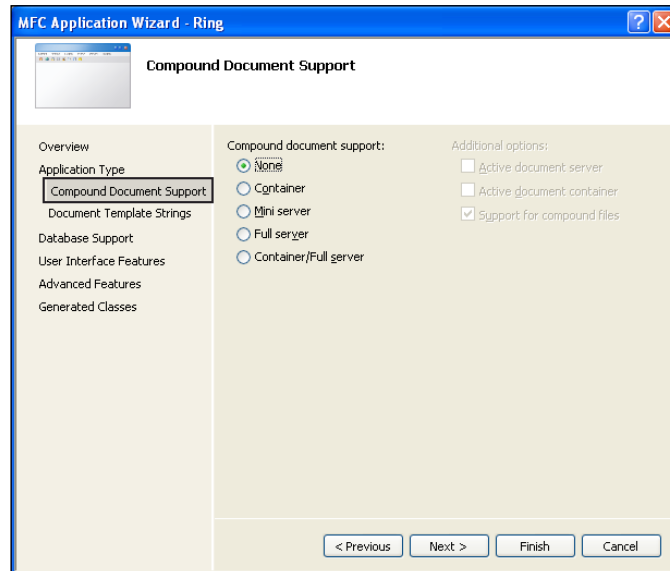 MFC Application Wizard - Ring
Compound Document Support
Overview
Application Type
Compound Document Support
Document Template Strings
Database Support
User Interface Features
Advanced Features
Generated Classes
Compound document support:
None
Container
Mini server
Full server
Container/Full server
Additional options:
Active document server
Active document container
Support for compound files
< Previous
Next >
Finish
Cancel